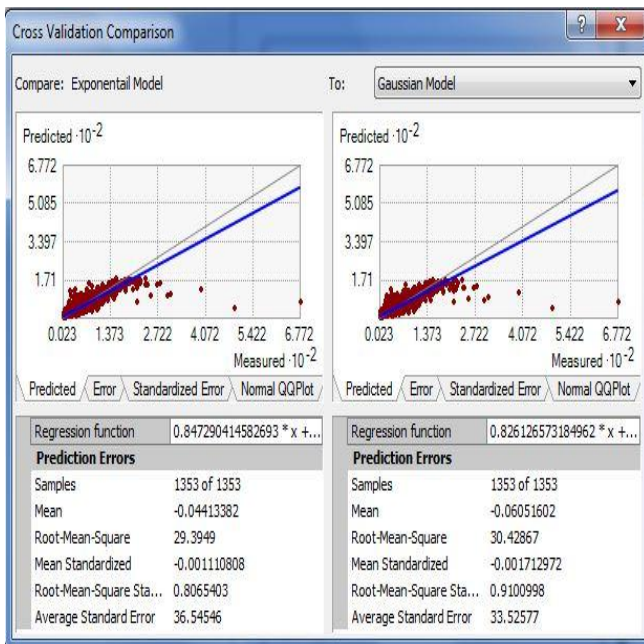 Cross Validation Comparison
Compare: Exponentail Model
To: Gaussian Model
Predicted ·10⁻²
6.772
5.085
3.397
1.71
0.023 1.373 2.722 4.072 5.422 6.772
Measured ·10⁻²
Predicted Error Standardized Error Normal QQPlot
Regression function 0.847290414582693 * x +...
Prediction Errors
Samples 1353 of 1353
Mean -0.04413382
Root-Mean-Square 29.3949
Mean Standardized -0.001110808
Root-Mean-Square Sta... 0.8065403
Average Standard Error 36.54546
Predicted ·10⁻²
6.772
5.085
3.397
1.71
0.023 1.373 2.722 4.072 5.422 6.772
Measured ·10⁻²
Predicted Error Standardized Error Normal QQPlot
Regression function 0.826126573184962 * x +...
Prediction Errors
Samples 1353 of 1353
Mean -0.06051602
Root-Mean-Square 30.42867
Mean Standardized -0.001712972
Root-Mean-Square Sta... 0.9100998
Average Standard Error 33.52577